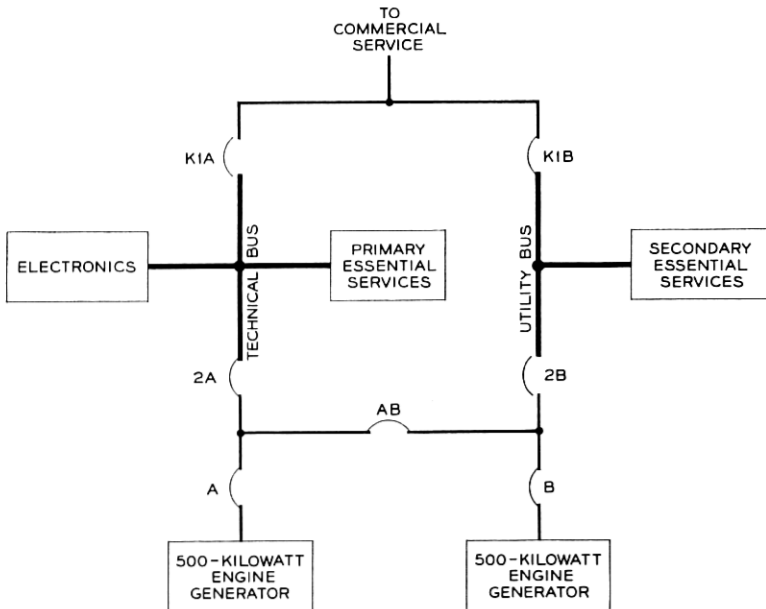 TO
COMMERCIAL
SERVICE
K1A
K1B
ELECTRONICS
TECHNICAL BUS
PRIMARY
ESSENTIAL
SERVICES
UTILITY BUS
SECONDARY
ESSENTIAL
SERVICES
2A
2B
AB
A
B
500-KILOWATT
ENGINE
GENERATOR
500-KILOWATT
ENGINE
GENERATOR